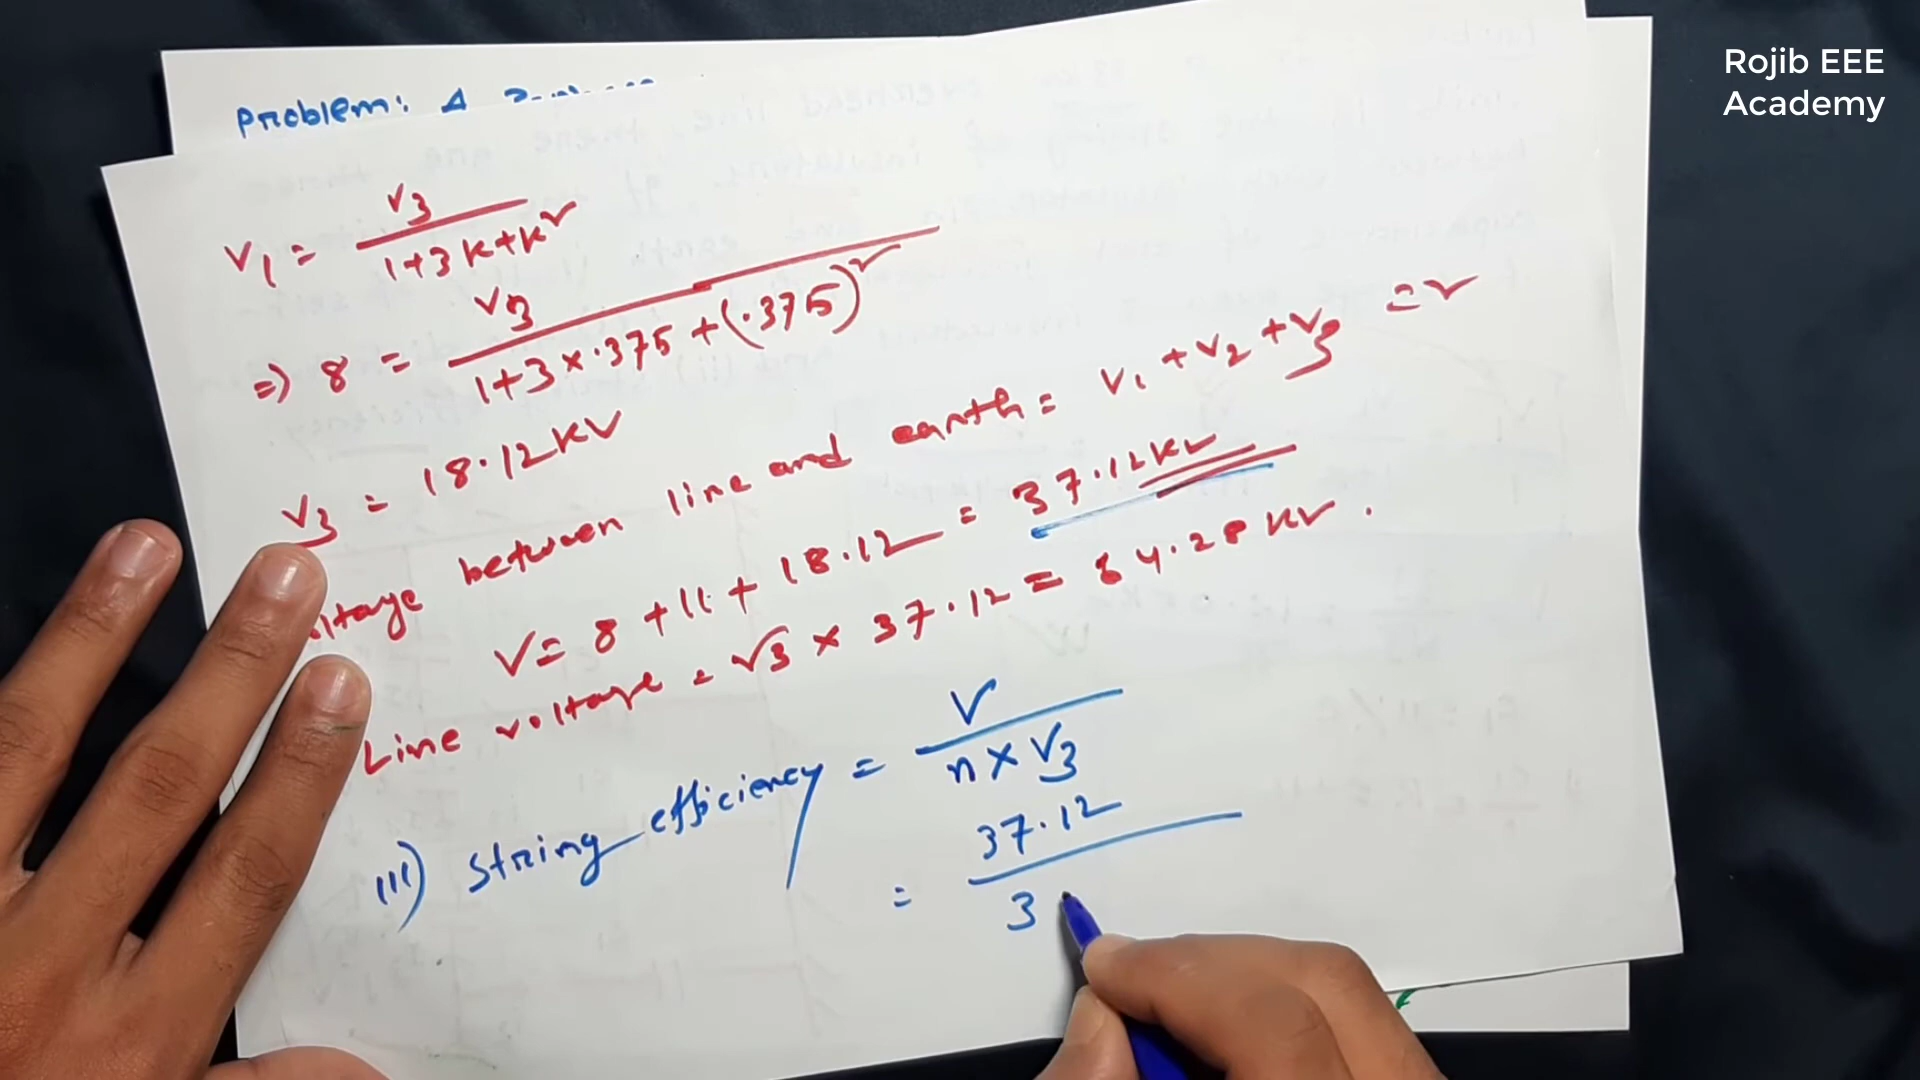 Rojib EEE
Academy
Problem: A
V₁ = V₃ / 1+3K+K²
=> 8 = V₃ / 1+3×.375+(.375)²
V₃ = 18.12KV
between line and earth = V₁+V₂+V₃ =V
V= 8+11+18.12 = 37.12KV
Line voltage = √3 × 37.12 = 64.28 KV.
(III) String efficiency = V / n×V₃
= 37.12 / 3